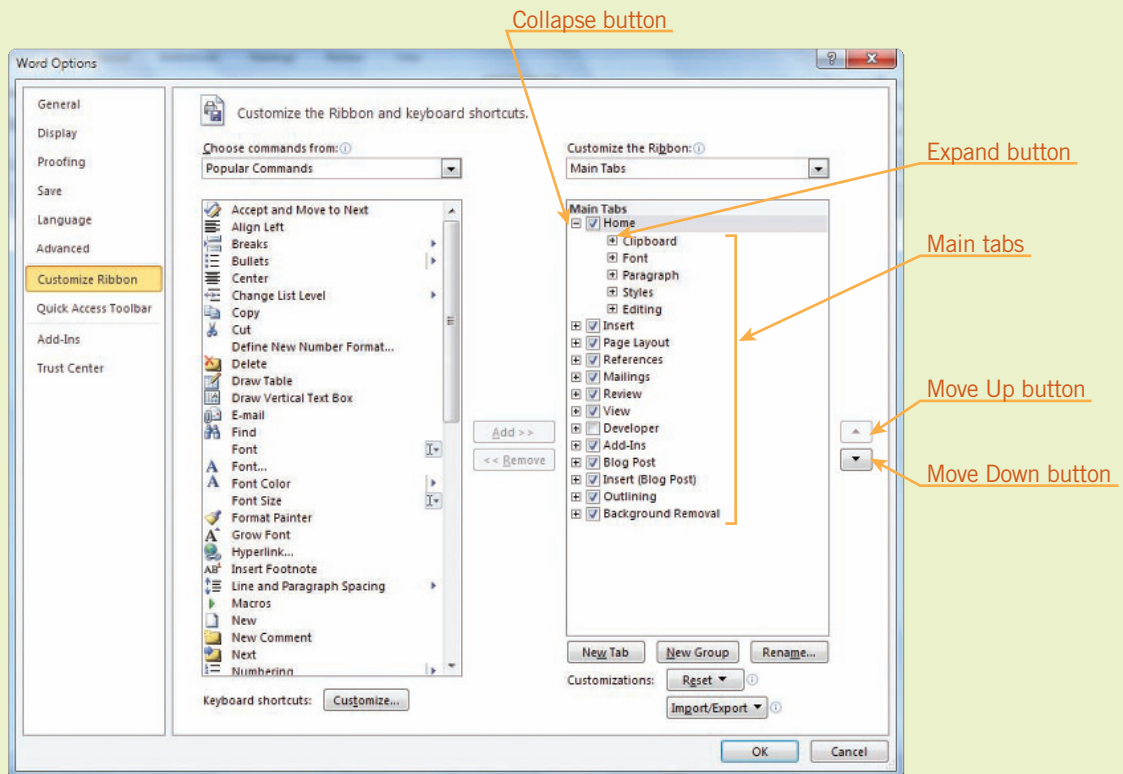 Collapse button
Word Options
General
Display
Proofing
Save
Language
Advanced
Customize Ribbon
Quick Access Toolbar
Add-Ins
Trust Center
Customize the Ribbon and keyboard shortcuts.
Choose commands from:
Popular Commands
Accept and Move to Next
Align Left
Breaks
Bullets
Center
Change List Level
Copy
Cut
Define New Number Format...
Delete
Draw Table
Draw Vertical Text Box
E-mail
Find
Font
Font...
Font Color
Font Size
Format Painter
Grow Font
Hyperlink...
Insert Footnote
Line and Paragraph Spacing
Macros
New
New Comment
Next
Numbering
Keyboard shortcuts: Customize...
Add >>
<< Remove
Customize the Ribbon:
Main Tabs
Main Tabs
Home
Clipboard
Font
Paragraph
Styles
Editing
Insert
Page Layout
References
Mailings
Review
View
Developer
Add-Ins
Blog Post
Insert (Blog Post)
Outlining
Background Removal
New Tab New Group Rename...
Customizations: Reset
Import/Export
OK Cancel
Expand button
Main tabs
Move Up button
Move Down button